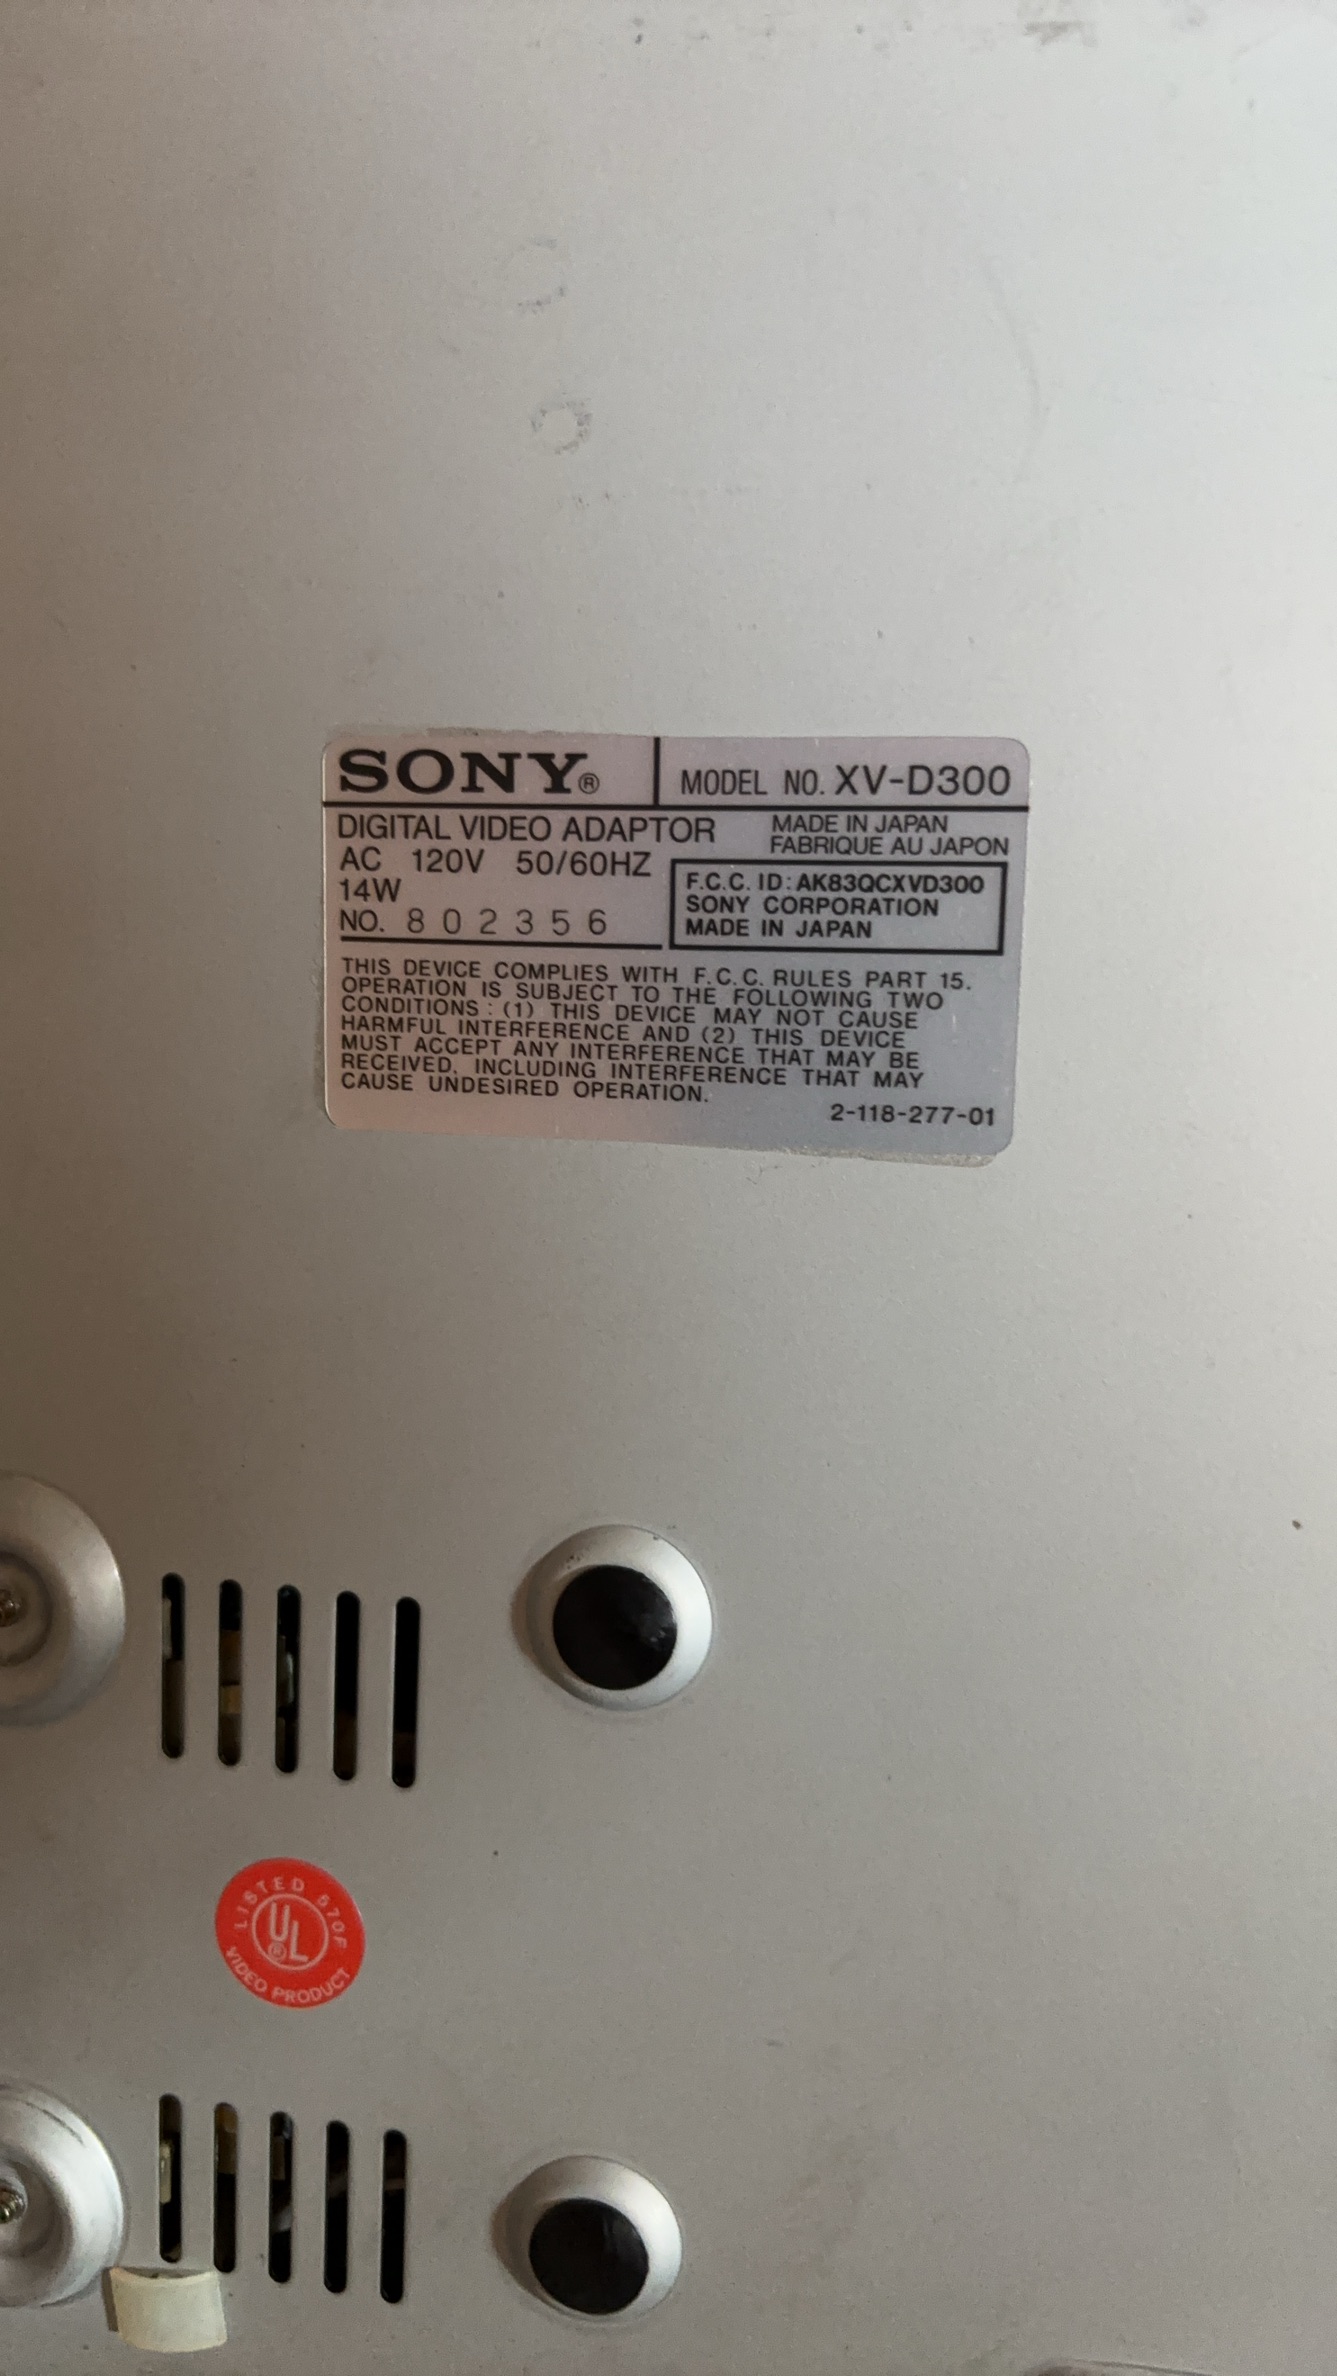 SONY®
MODEL NO. XV-D300
DIGITAL VIDEO ADAPTOR
MADE IN JAPAN
FABRIQUE AU JAPON
AC 120V 50/60HZ
14W
NO. 802356
F.C.C. ID: AK83QCXVD300
SONY CORPORATION
MADE IN JAPAN
THIS DEVICE COMPLIES WITH F.C.C. RULES PART 15.
OPERATION IS SUBJECT TO THE FOLLOWING TWO
CONDITIONS : (1) THIS DEVICE MAY NOT CAUSE
HARMFUL INTERFERENCE AND (2) THIS DEVICE
MUST ACCEPT ANY INTERFERENCE THAT MAY BE
RECEIVED, INCLUDING INTERFERENCE THAT MAY
CAUSE UNDESIRED OPERATION.
2-118-277-01
LISTED 570F
UL®
VIDEO PRODUCT